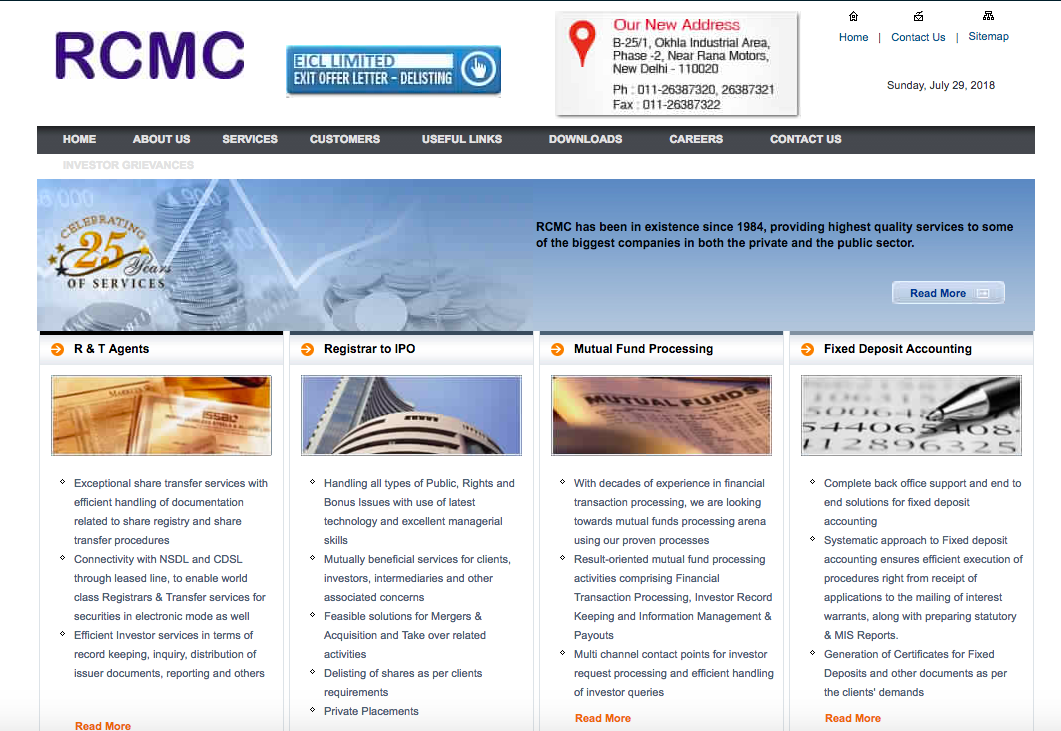 RCMC
EICL LIMITED
EXIT OFFER LETTER – DELISTING
Our New Address
B-25/1, Okhla Industrial Area,
Phase -2, Near Rana Motors,
New Delhi - 110020
Ph : 011-26387320, 26387321
Fax : 011-26387322
Home | Contact Us | Sitemap
Sunday, July 29, 2018
HOME ABOUT US SERVICES CUSTOMERS USEFUL LINKS DOWNLOADS CAREERS CONTACT US
INVESTOR GRIEVANCES
CELEBRATING
25
Years
OF SERVICES
RCMC has been in existence since 1984, providing highest quality services to some
of the biggest companies in both the private and the public sector.
Read More
R & T Agents
Exceptional share transfer services with
efficient handling of documentation
related to share registry and share
transfer procedures
Connectivity with NSDL and CDSL
through leased line, to enable world
class Registrars & Transfer services for
securities in electronic mode as well
Efficient Investor services in terms of
record keeping, inquiry, distribution of
issuer documents, reporting and others
Read More
Registrar to IPO
Handling all types of Public, Rights and
Bonus Issues with use of latest
technology and excellent managerial
skills
Mutually beneficial services for clients,
investors, intermediaries and other
associated concerns
Feasible solutions for Mergers &
Acquisition and Take over related
activities
Delisting of shares as per clients
requirements
Private Placements
Mutual Fund Processing
MUTUAL FUNDS
With decades of experience in financial
transaction processing, we are looking
towards mutual funds processing arena
using our proven processes
Result-oriented mutual fund processing
activities comprising Financial
Transaction Processing, Investor Record
Keeping and Information Management &
Payouts
Multi channel contact points for investor
request processing and efficient handling
of investor queries
Read More
Fixed Deposit Accounting
Complete back office support and end to
end solutions for fixed deposit
accounting
Systematic approach to Fixed deposit
accounting ensures efficient execution of
procedures right from receipt of
applications to the mailing of interest
warrants, along with preparing statutory
& MIS Reports.
Generation of Certificates for Fixed
Deposits and other documents as per
the clients' demands
Read More